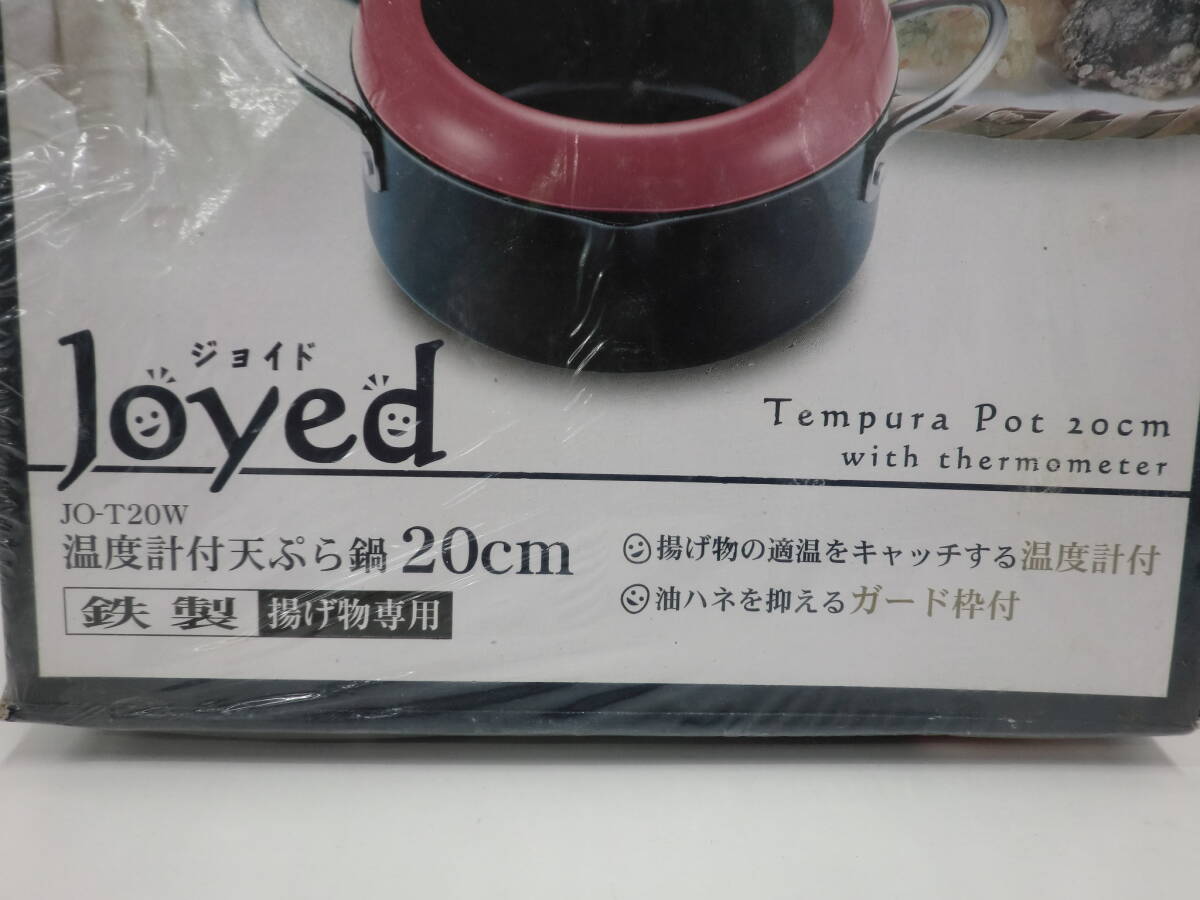 ジョイド
Joyed
Tempura Pot 20cm
with thermometer
JO-T20W
温度計付天ぷら鍋 20cm
鉄製 揚げ物専用
揚げ物の適温をキャッチする温度計付
油ハネを抑えるガード枠付